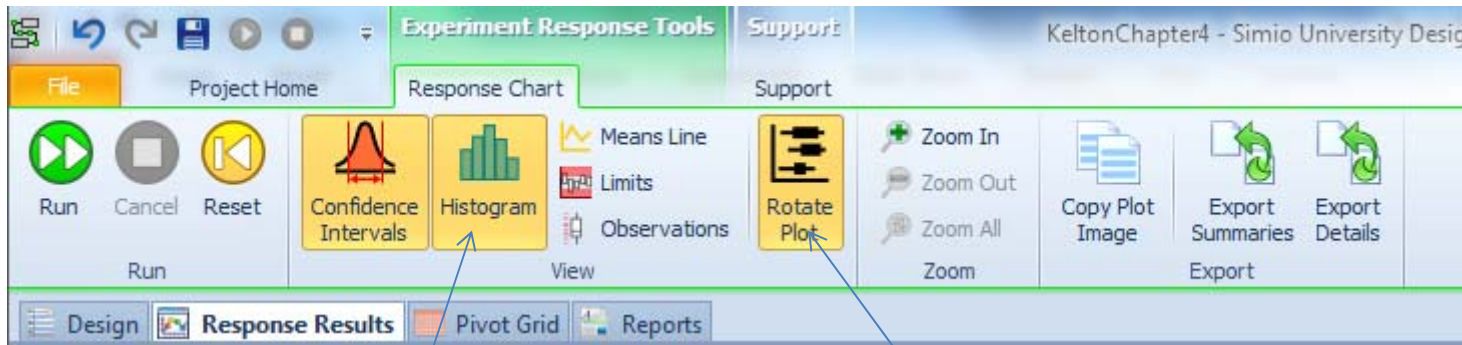 Experiment Response Tools Support KeltonChapter4 - Simio University Desig
File Project Home Response Chart Support
Run Cancel Reset
Confidence Intervals
Histogram
Means Line
Limits
Observations
Rotate Plot
Zoom In
Zoom Out
Zoom All
Copy Plot Image
Export Summaries
Export Details
Run View Zoom Export
Design Response Results Pivot Grid Reports